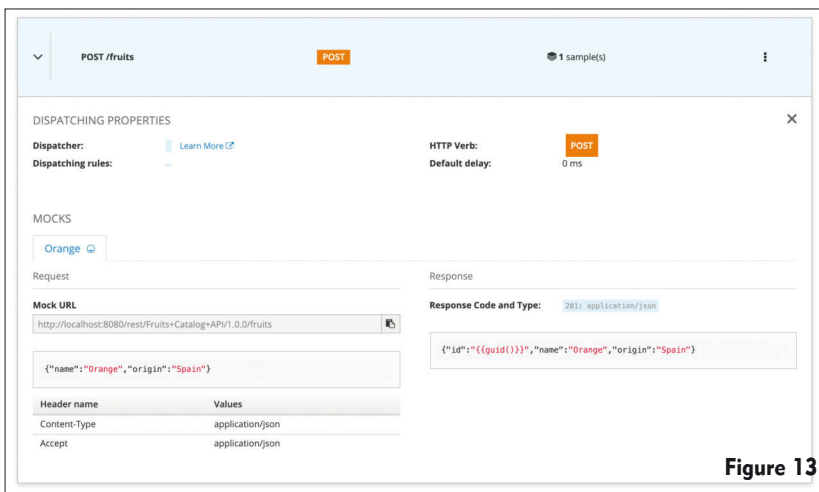 POST /fruits POST 1 sample(s)
DISPATCHING PROPERTIES
Dispatcher: Learn More HTTP Verb: POST
Dispatching rules: Default delay: 0 ms
MOCKS
Orange
Request Response
Mock URL Response Code and Type: 201: application/json
http://localhost:8080/rest/Fruits+Catalog+API/1.0.0/fruits
{"id":"{{guid()}}","name":"Orange","origin":"Spain"}
{"name":"Orange","origin":"Spain"}
Header name Values
Content-Type application/json
Accept application/json
Figure 13